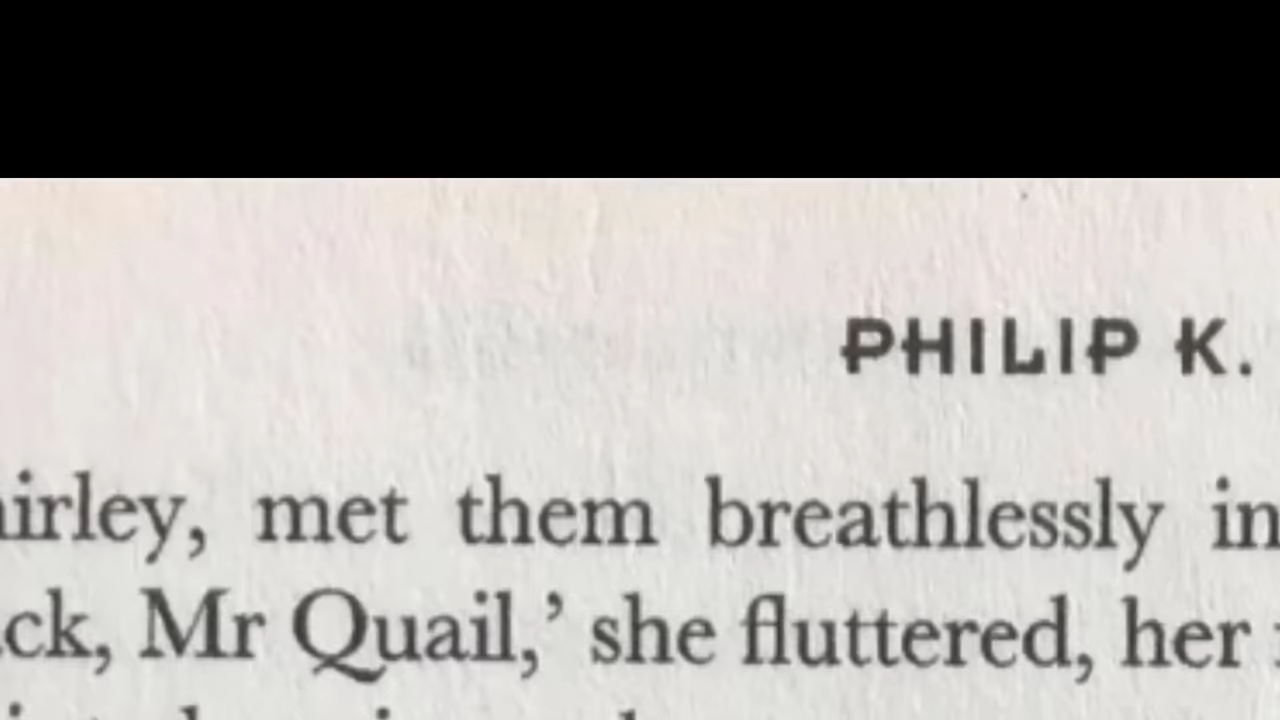 PHILIP K.
irley, met them breathlessly in
ck, Mr Quail,’ she fluttered, her